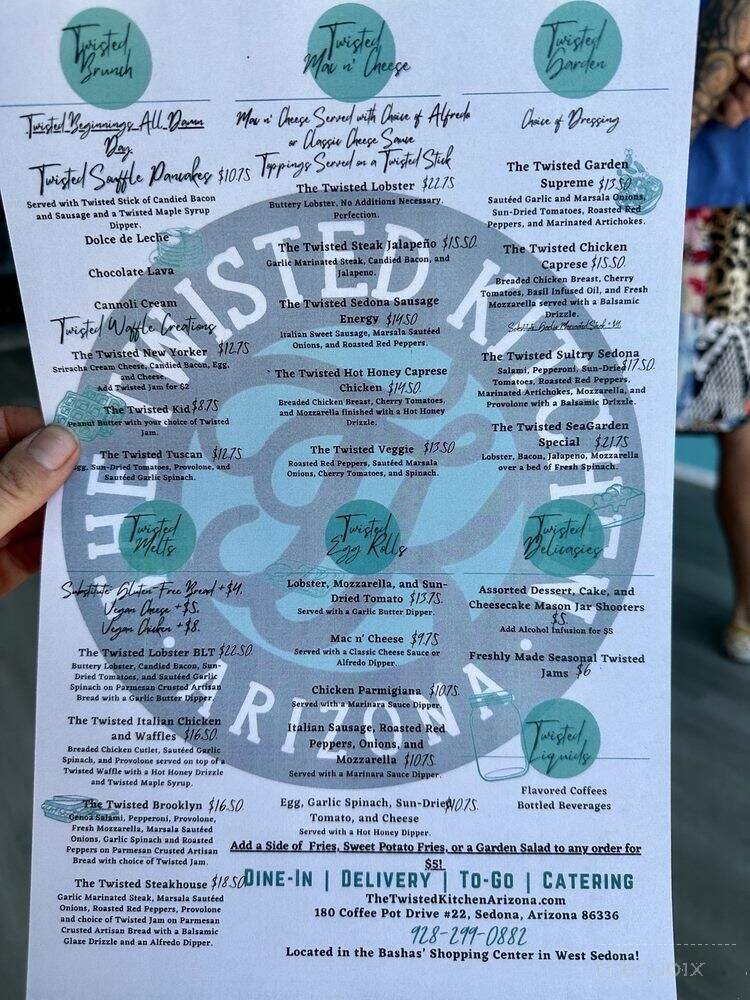 Twisted
Brunch
Twisted Beginnings All Damn
Day
Twisted Souffle Pancakes $10.75
Served with Twisted Stick of Candied Bacon
and Sausage and a Twisted Maple Syrup
Dipper.
Dolce de Leche
Chocolate Lava
Cannoli Cream
Twisted Waffle Creations
The Twisted New Yorker $12.75
Sriracha Cream Cheese, Candied Bacon, Egg,
and Cheese.
Add Twisted Jam for $2
The Twisted Kid $8.75
Peanut Butter with your choice of Twisted
Jam.
The Twisted Tuscan $12.75
Egg, Sun-Dried Tomatoes, Provolone, and
Sautéed Garlic Spinach.
Twisted
Mac n' Cheese
Mac n' Cheese Served with Choice of Alfredo
or Classic Cheese Sauce
Toppings Served on a Twisted Stick
The Twisted Lobster $22.75
Buttery Lobster. No Additions Necessary.
Perfection.
The Twisted Steak Jalapeño $15.50
Garlic Marinated Steak, Candied Bacon, and
Jalapeno.
The Twisted Sedona Sausage
Energy $14.50
Italian Sweet Sausage, Marsala Sautéed
Onions, and Roasted Red Peppers.
The Twisted Hot Honey Caprese
Chicken $14.50
Breaded Chicken Breast, Cherry Tomatoes,
and Mozzarella finished with a Hot Honey
Drizzle.
The Twisted Veggie $13.50
Roasted Red Peppers, Sautéed Marsala
Onions, Cherry Tomatoes, and Spinach.
Twisted
Garden
Choice of Dressing
The Twisted Garden
Supreme $13.50
Sautéed Garlic and Marsala Onions,
Sun-Dried Tomatoes, Roasted Red
Peppers, and Marinated Artichokes.
The Twisted Chicken
Caprese $15.50
Breaded Chicken Breast, Cherry
Tomatoes, Basil Infused Oil, and Fresh
Mozzarella served with a Balsamic
Drizzle.
Substitute Garlic Marinated Steak +$4.
The Twisted Sultry Sedona
Salami, Pepperoni, Sun-Dried $17.50
Tomatoes, Roasted Red Peppers,
Marinated Artichokes, Mozzarella, and
Provolone with a Balsamic Drizzle.
The Twisted SeaGarden
Special $21.75
Lobster, Bacon, Jalapeno, Mozzarella
over a bed of Fresh Spinach.
THE TWISTED KITCHEN
ARIZONA
Twisted
Melts
Substitute Gluten Free Bread +$4.
Vegan Cheese +$5.
Vegan Chicken +$8.
The Twisted Lobster BLT $22.50
Buttery Lobster, Candied Bacon, Sun-
Dried Tomatoes, and Sautéed Garlic
Spinach on Parmesan Crusted Artisan
Bread with a Garlic Butter Dipper.
The Twisted Italian Chicken
and Waffles $16.50
Breaded Chicken Cutlet, Sautéed Garlic
Spinach, and Provolone served on top of a
Twisted Waffle with a Hot Honey Drizzle
and Twisted Maple Syrup.
The Twisted Brooklyn $16.50
Genoa Salami, Pepperoni, Provolone,
Fresh Mozzarella, Marsala Sautéed
Onions, Garlic Spinach and Roasted
Peppers on Parmesan Crusted Artisan
Bread with choice of Twisted Jam.
The Twisted Steakhouse $18.50
Garlic Marinated Steak, Marsala Sautéed
Onions, Roasted Red Peppers, Provolone
and choice of Twisted Jam on Parmesan
Crusted Artisan Bread with a Balsamic
Glaze Drizzle and an Alfredo Dipper.
Twisted
Egg Rolls
Lobster, Mozzarella, and Sun-
Dried Tomato $13.75
Served with a Garlic Butter Dipper.
Mac n' Cheese $9.75
Served with a Classic Cheese Sauce or
Alfredo Dipper.
Chicken Parmigiana $10.75
Served with a Marinara Sauce Dipper.
Italian Sausage, Roasted Red
Peppers, Onions, and
Mozzarella $10.75
Served with a Marinara Sauce Dipper.
Egg, Garlic Spinach, Sun-Dried $10.75
Tomato, and Cheese
Served with a Hot Honey Dipper.
Twisted
Delicasies
Assorted Dessert, Cake, and
Cheesecake Mason Jar Shooters
$5.
Add Alcohol Infusion for $8
Freshly Made Seasonal Twisted
Jams $6
Twisted
Liquids
Flavored Coffees
Bottled Beverages
Add a Side of Fries, Sweet Potato Fries, or a Garden Salad to any order for
$5!
DINE-IN | DELIVERY | TO-GO | CATERING
TheTwistedKitchenArizona.com
180 Coffee Pot Drive #22, Sedona, Arizona 86336
928-299-0882
Located in the Bashas' Shopping Center in West Sedona!